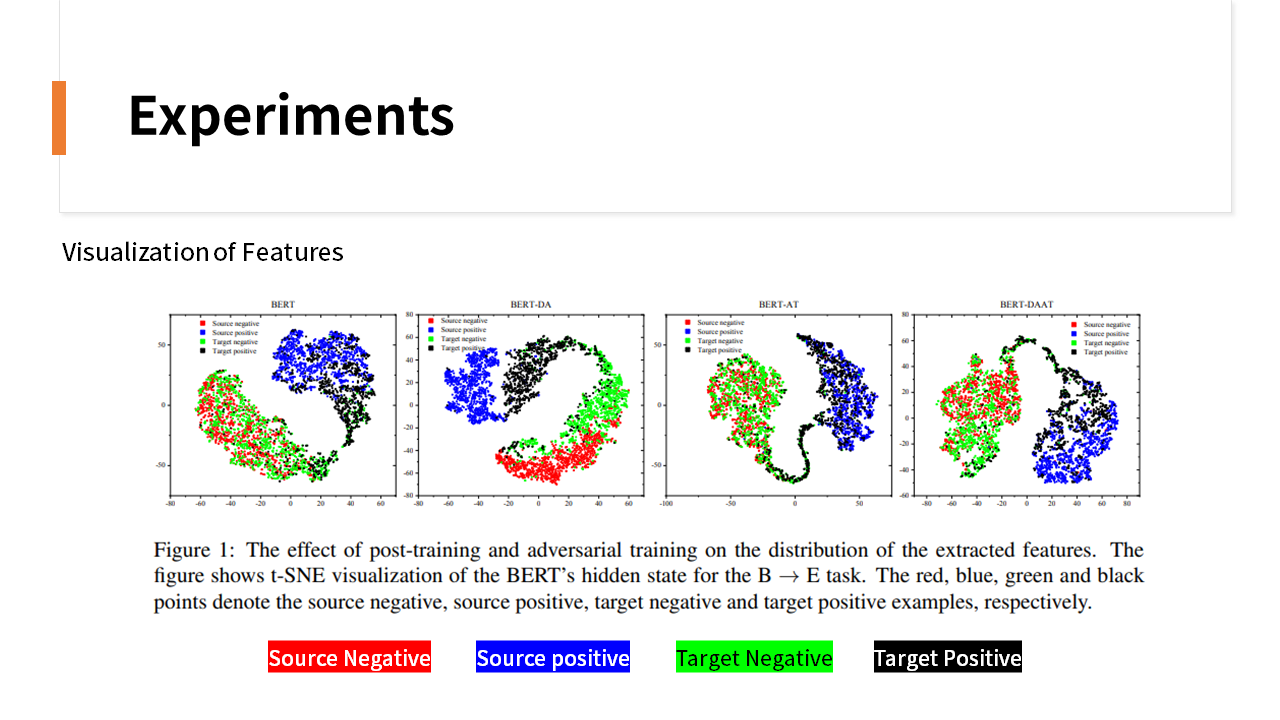 Experiments
Visualization of Features
BERT
Source negative
Source positive
Target negative
Target positive
50
0
-50
-80 -60 -40 -20 0 20 40 60
BERT-DA
Source negative
Source positive
Target negative
Target positive
80
60
40
20
0
-20
-40
-60
-80
-80 -60 -40 -20 0 20 40 60
BERT-AT
Source negative
Source positive
Target negative
Target positive
50
0
-50
-100 -50 0 50
BERT-DAAT
Source negative
Source positive
Target negative
Target positive
80
60
40
20
0
-20
-40
-60
-80 -60 -40 -20 0 20 40 60 80
Figure 1: The effect of post-training and adversarial training on the distribution of the extracted features. The
figure shows t-SNE visualization of the BERT's hidden state for the B → E task. The red, blue, green and black
points denote the source negative, source positive, target negative and target positive examples, respectively.
Source Negative
Source positive
Target Negative
Target Positive